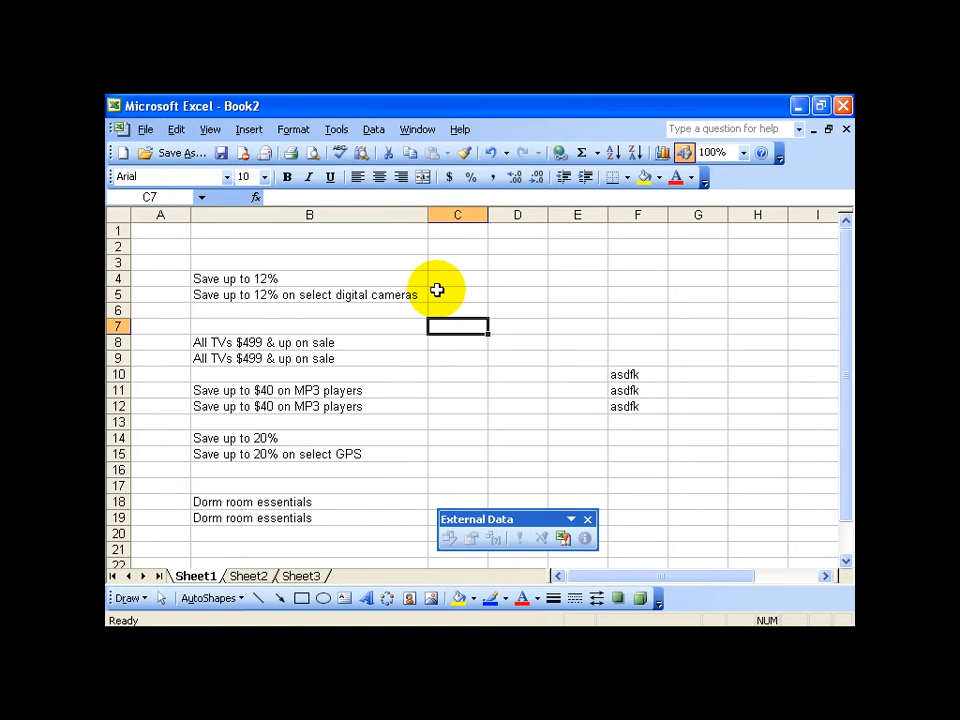 Microsoft Excel - Book2
File Edit View Insert Format Tools Data Window Help Type a question for help
Save As... 100%
Arial 10 B I U $ % ,
C7 fx
A B C D E F G H I
1
2
3
4 Save up to 12%
5 Save up to 12% on select digital cameras
6
7
8 All TVs $499 & up on sale
9 All TVs $499 & up on sale
10 asdfk
11 Save up to $40 on MP3 players asdfk
12 Save up to $40 on MP3 players asdfk
13
14 Save up to 20%
15 Save up to 20% on select GPS
16
17
18 Dorm room essentials
19 Dorm room essentials
External Data
20
21
22
Sheet1 Sheet2 Sheet3
Draw AutoShapes
Ready NUM